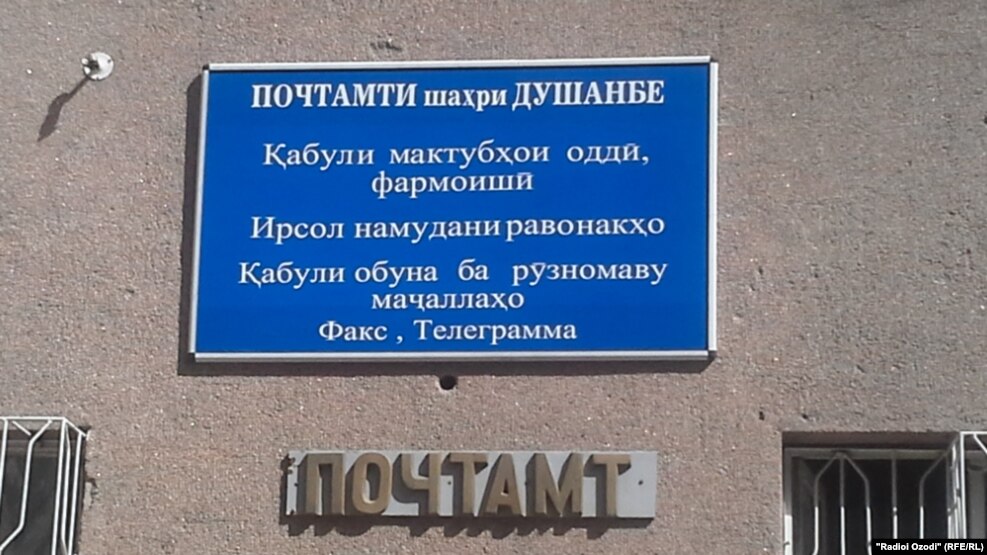 ПОЧТАМТИ шаҳри ДУШАНБЕ
Қабули мактубҳои оддӣ,
фармоишӣ
Ирсол намудани равонакҳо
Қабули обуна ба рӯзномаву
маҷаллаҳо
Факс , Телеграмма
ПОЧТАМТ
"Radioi Ozodi" (RFE/RL)